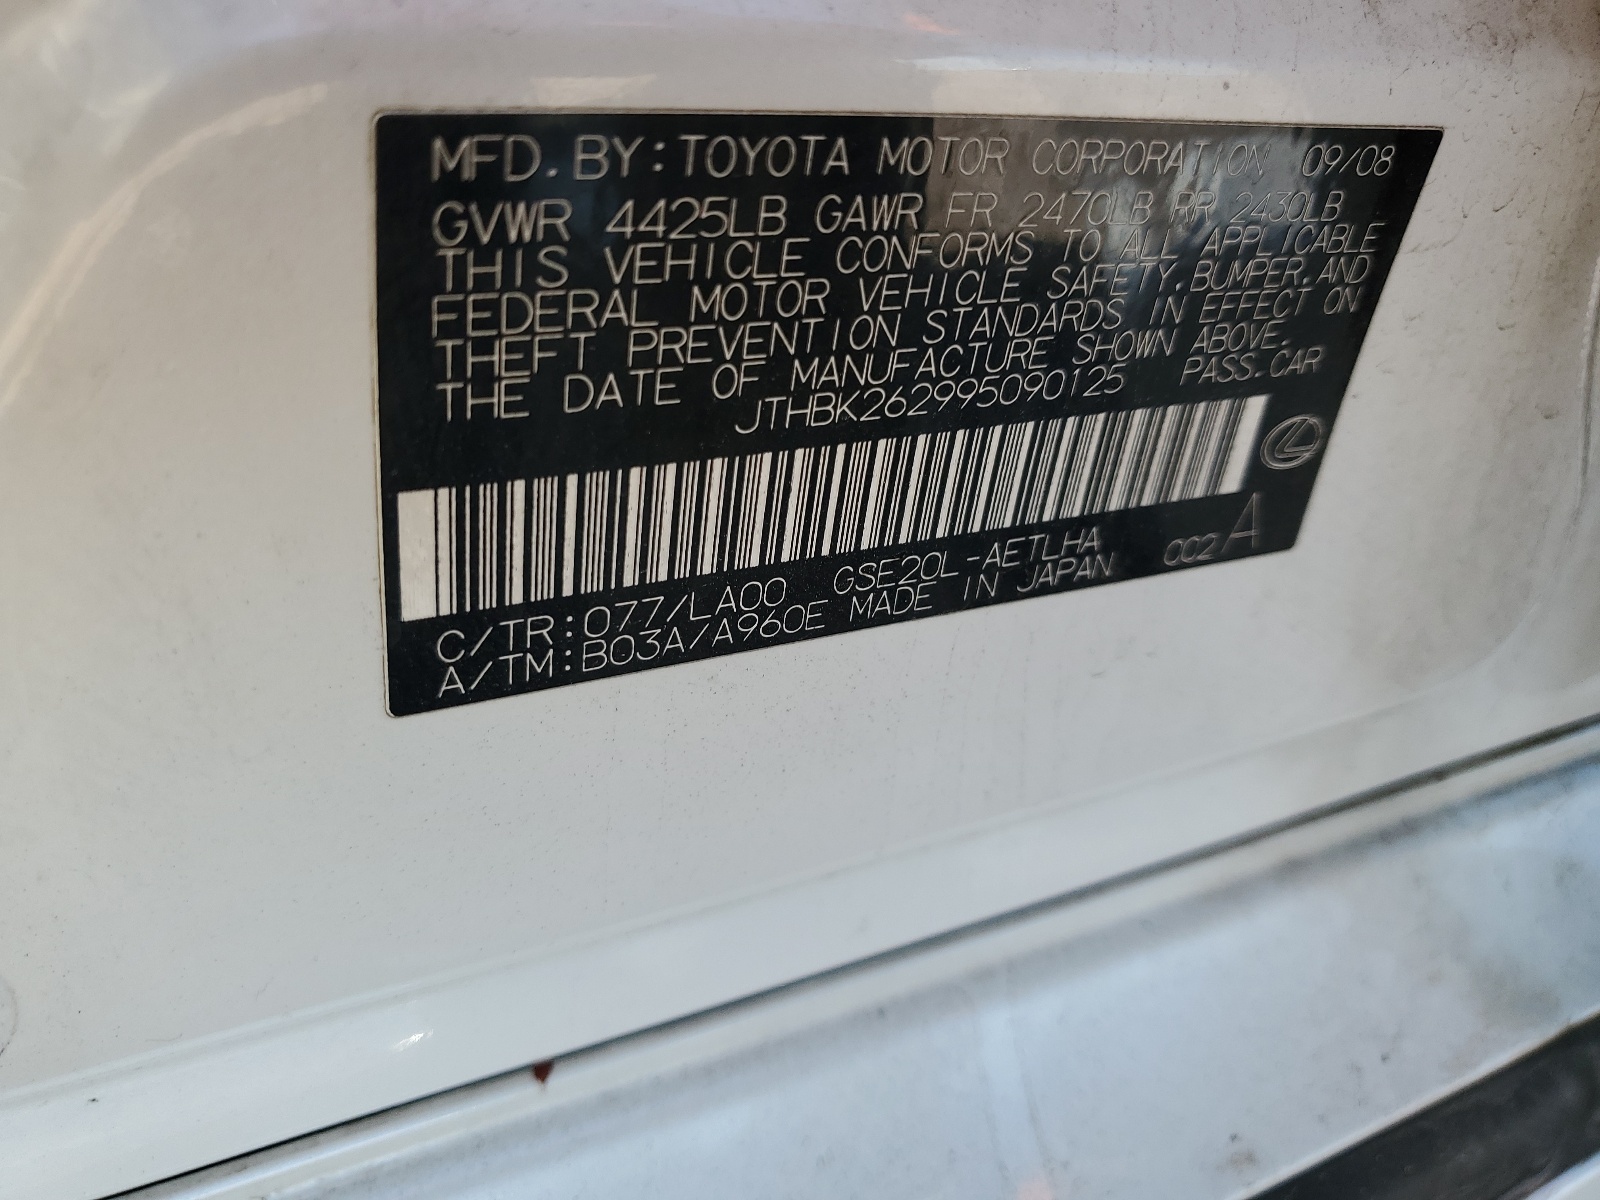 MFD. BY: TOYOTA MOTOR CORPORATION 09/08
GVWR 4425LB GAWR FR 2470LB RR 2430LB
THIS VEHICLE CONFORMS TO ALL APPLICABLE
FEDERAL MOTOR VEHICLE SAFETY, BUMPER, AND
THEFT PREVENTION STANDARDS IN EFFECT ON
THE DATE OF MANUFACTURE SHOWN ABOVE.
JTHBK262995090125 PASS. CAR
C/TR: 077/LA00 GSE20L-AETLHA 002 A
A/TM: B03A/A960E MADE IN JAPAN